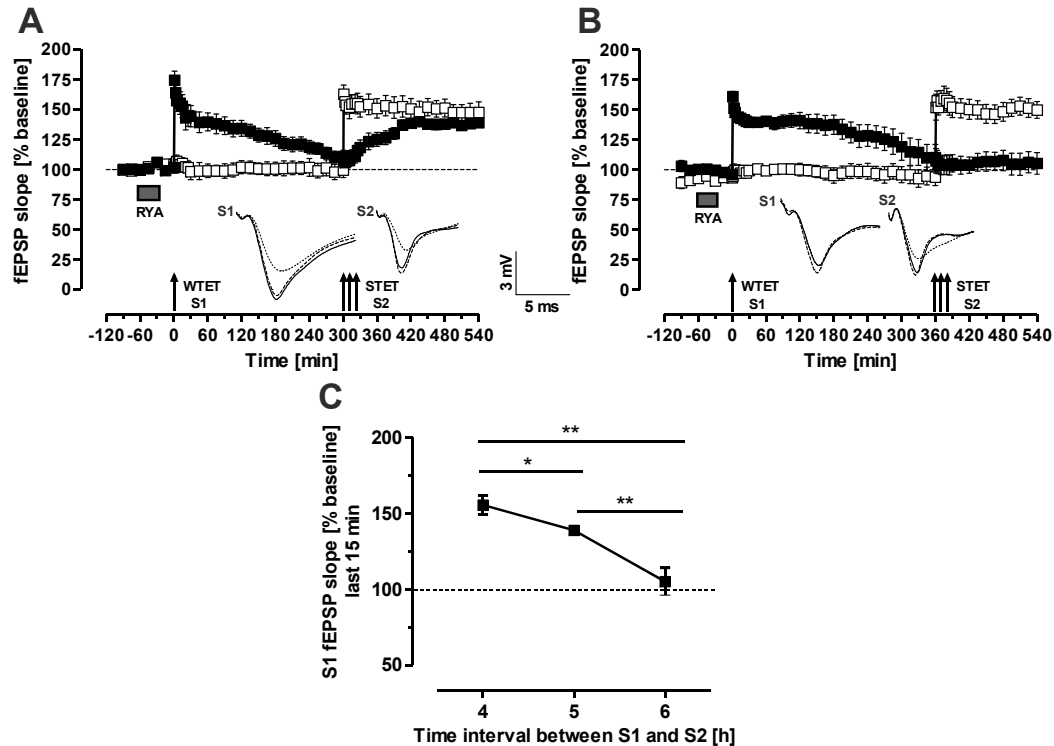 A
fEPSP slope [% baseline]
200
175
150
125
100
75
50
25
0
RYA
S1
S2
WTET
S1
STET
S2
-120 -60 0 60 120 180 240 300 360 420 480 540
Time [min]
3 mV
5 ms
B
fEPSP slope [% baseline]
200
175
150
125
100
75
50
25
0
RYA
S1
S2
WTET
S1
STET
S2
-120 -60 0 60 120 180 240 300 360 420 480 540
Time [min]
C
S1 fEPSP slope [% baseline]
last 15 min
200
150
100
50
**
*
**
4 5 6
Time interval between S1 and S2 [h]